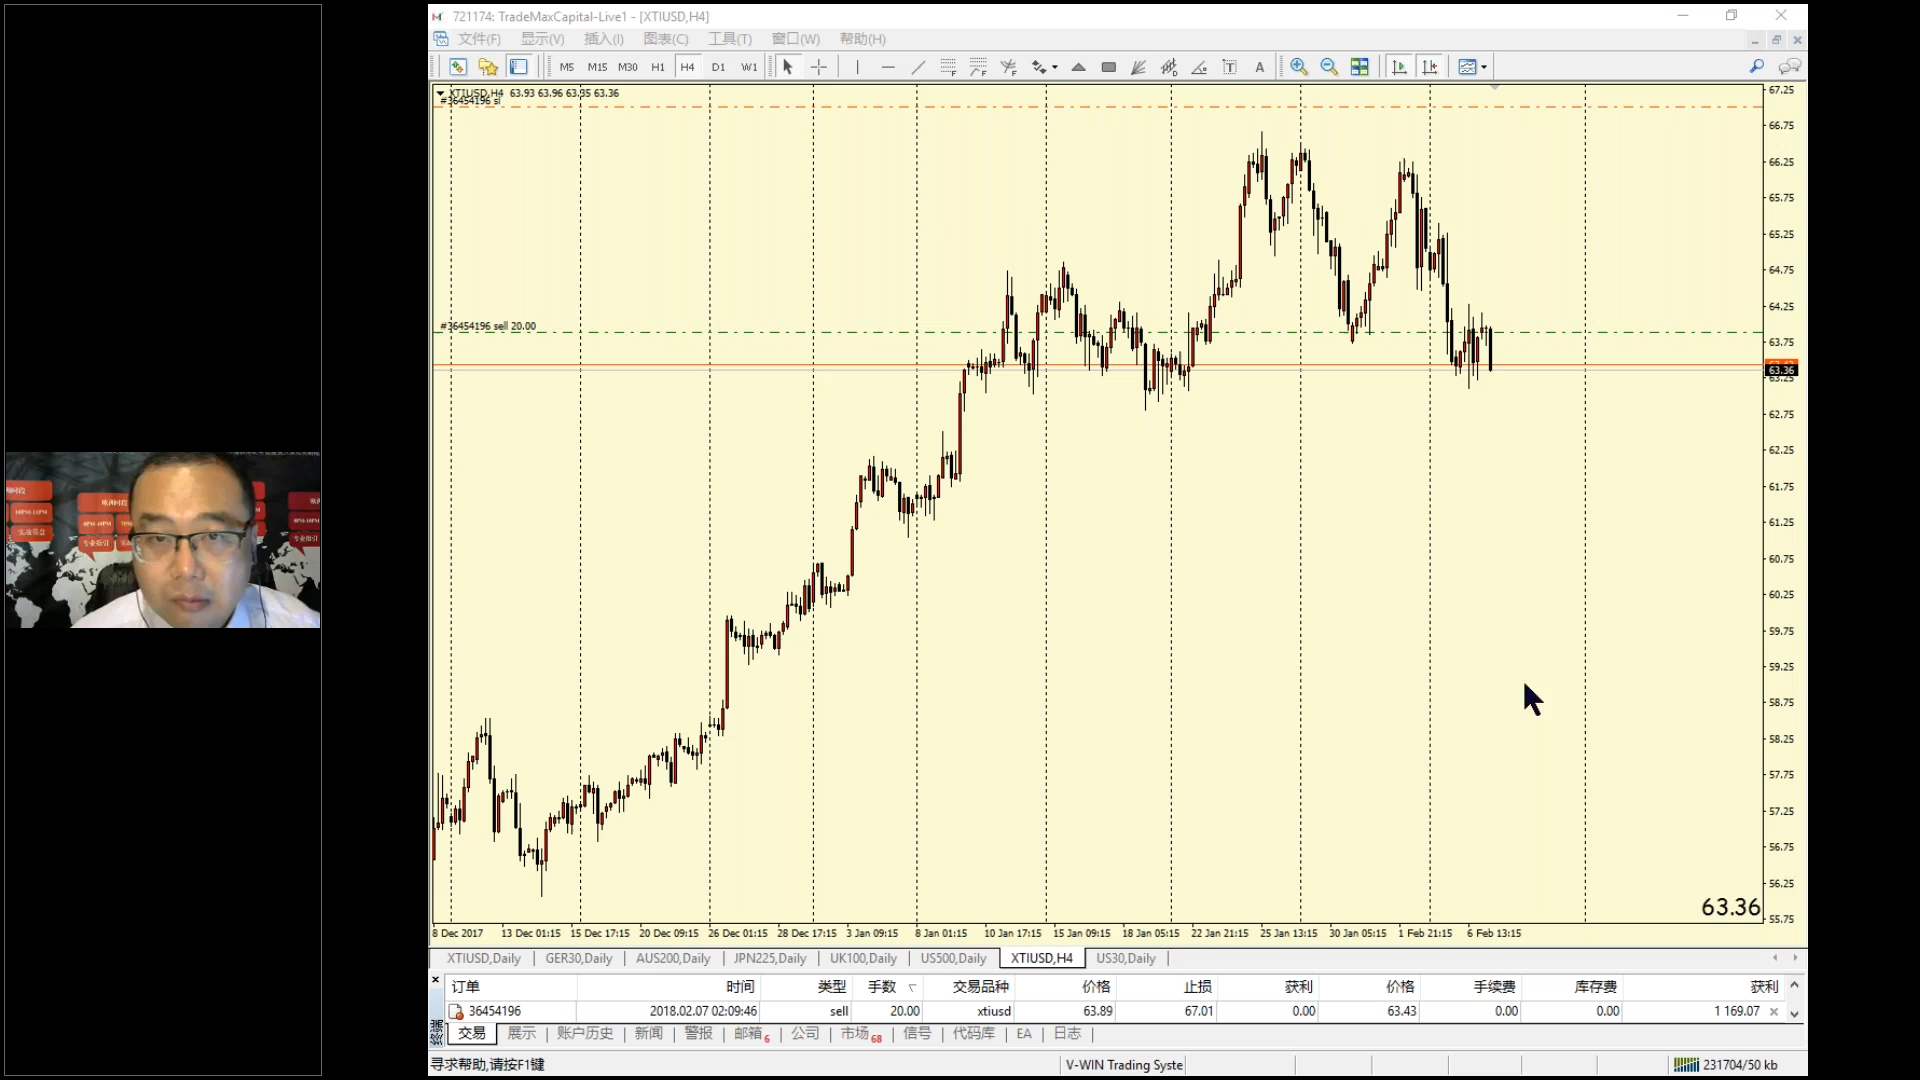 721174: TradeMaxCapital-Live1 - [XTIUSD,H4]
文件(F) 显示(V) 插入(I) 图表(C) 工具(T) 窗口(W) 帮助(H)
M5 M15 M30 H1 H4 D1 W1
XTIUSD,H4 63.93 63.96 63.35 63.36
#36454196 sl
#36454196 sell 20.00
67.25
66.75
66.25
65.75
65.25
64.75
64.25
63.75
63.36
63.25
62.75
62.25
61.75
61.25
60.75
60.25
59.75
59.25
58.75
58.25
57.75
57.25
56.75
56.25
55.75
63.36
8 Dec 2017 13 Dec 01:15 15 Dec 17:15 20 Dec 09:15 26 Dec 01:15 28 Dec 17:15 3 Jan 09:15 8 Jan 01:15 10 Jan 17:15 15 Jan 09:15 18 Jan 05:15 22 Jan 21:15 25 Jan 13:15 30 Jan 05:15 1 Feb 21:15 6 Feb 13:15
XTIUSD,Daily GER30,Daily AUS200,Daily JPN225,Daily UK100,Daily US500,Daily XTIUSD,H4 US30,Daily
订单 时间 类型 手数 交易品种 价格 止损 获利 价格 手续费 库存费 获利
36454196 2018.02.07 02:09:46 sell 20.00 xtiusd 63.89 67.01 0.00 63.43 0.00 0.00 1 169.07
交易 展示 账户历史 新闻 警报 邮箱6 公司 市场68 信号 代码库 EA 日志
寻求帮助,请按F1键 V-WIN Trading Syste 231704/50 kb